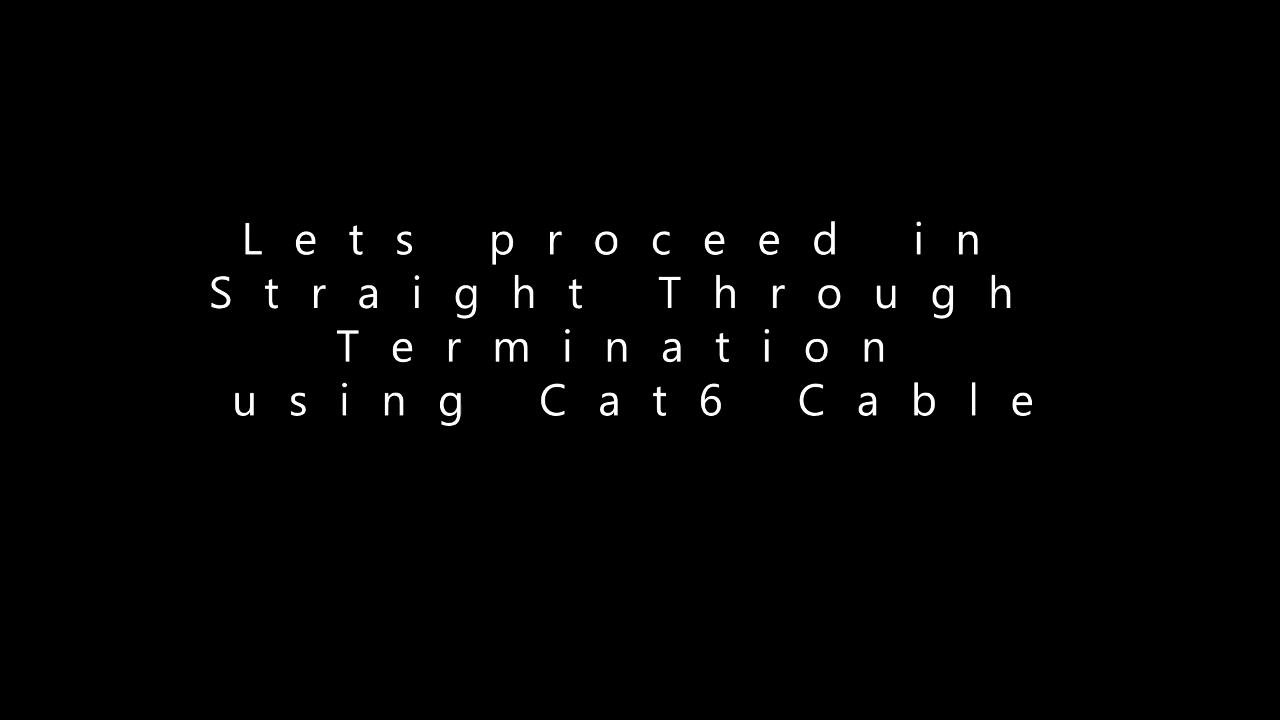 Lets proceed in
Straight Through
Termination
using Cat6 Cable